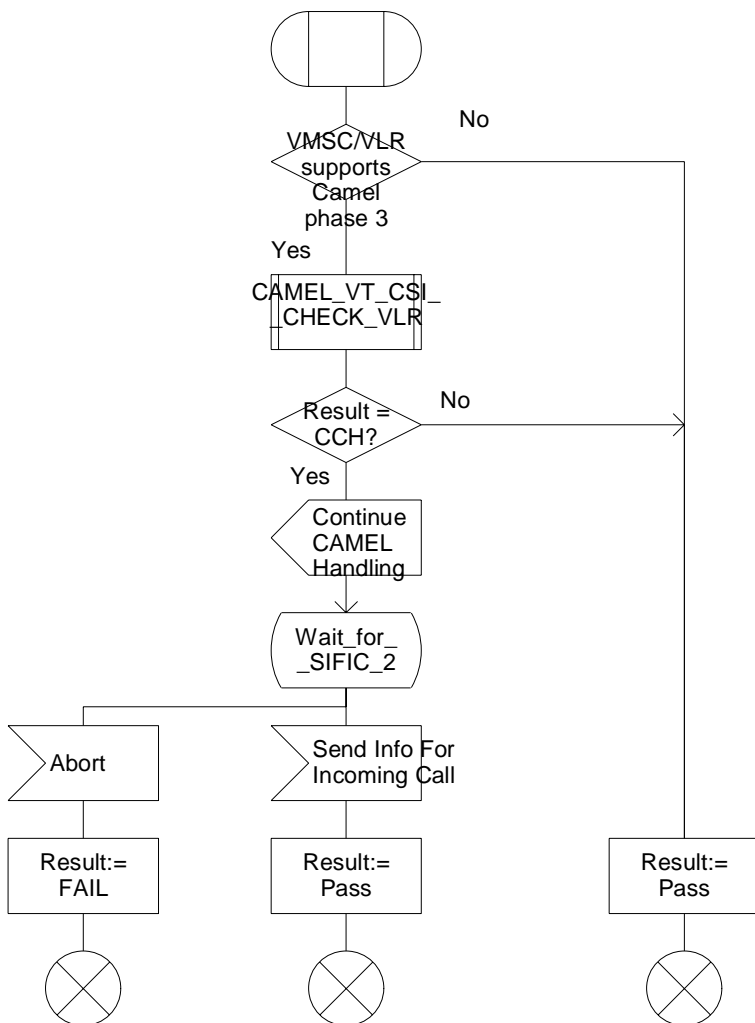 No
VMSC/VLR
supports
Camel
phase 3
Yes
CAMEL_VT_CSI_
_CHECK_VLR
No
Result =
CCH?
Yes
Continue
CAMEL
Handling
Wait_for_
_SIFIC_2
Abort
Send Info For
Incoming Call
Result:=
FAIL
Result:=
Pass
Result:=
Pass